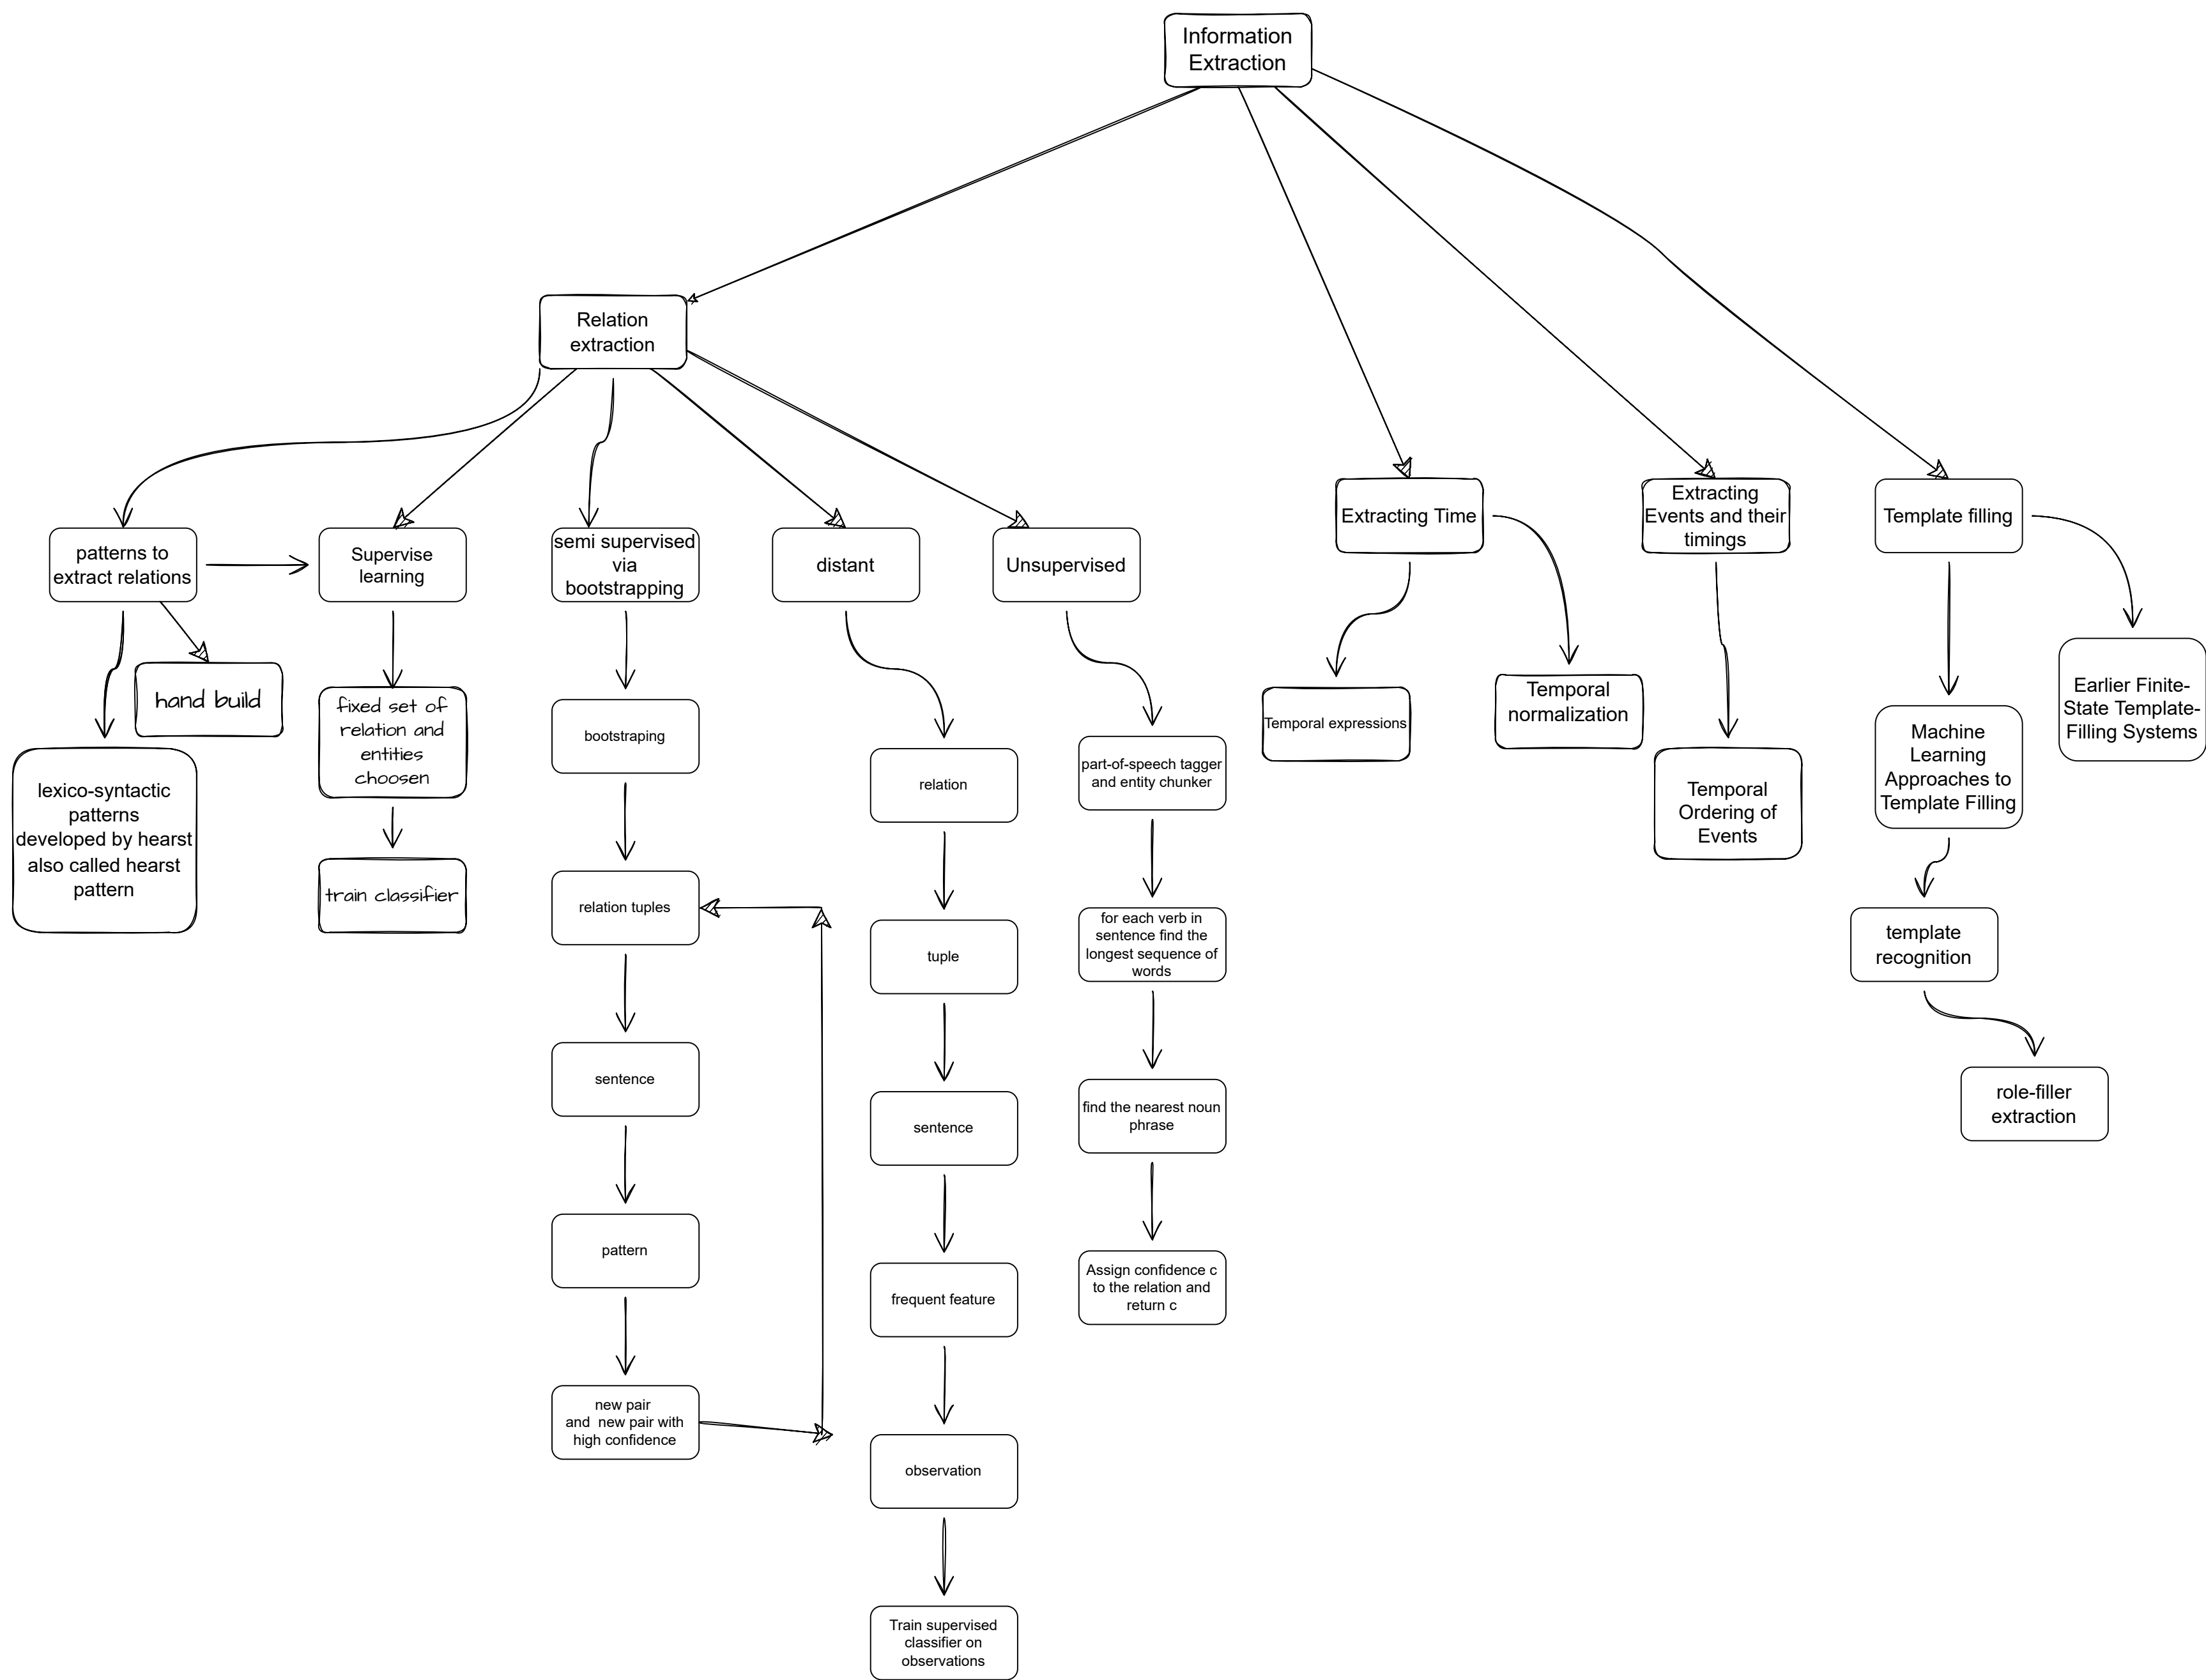 Information
Extraction
Relation
extraction
patterns to
extract relations
Supervise
learning
semi supervised
via
bootstrapping
distant
Unsupervised
Extracting Time
Extracting
Events and their
timings
Template filling
hand build
lexico-syntactic
patterns
developed by hearst
also called hearst
pattern
fixed set of
relation and
entities
choosen
train classifier
bootstraping
relation tuples
sentence
pattern
new pair
and new pair with
high confidence
relation
tuple
sentence
frequent feature
observation
Train supervised
classifier on
observations
part-of-speech tagger
and entity chunker
for each verb in
sentence find the
longest sequence of
words
find the nearest noun
phrase
Assign confidence c
to the relation and
return c
Temporal expressions
Temporal
normalization
Temporal
Ordering of
Events
Machine
Learning
Approaches to
Template Filling
Earlier Finite-
State Template-
Filling Systems
template
recognition
role-filler
extraction